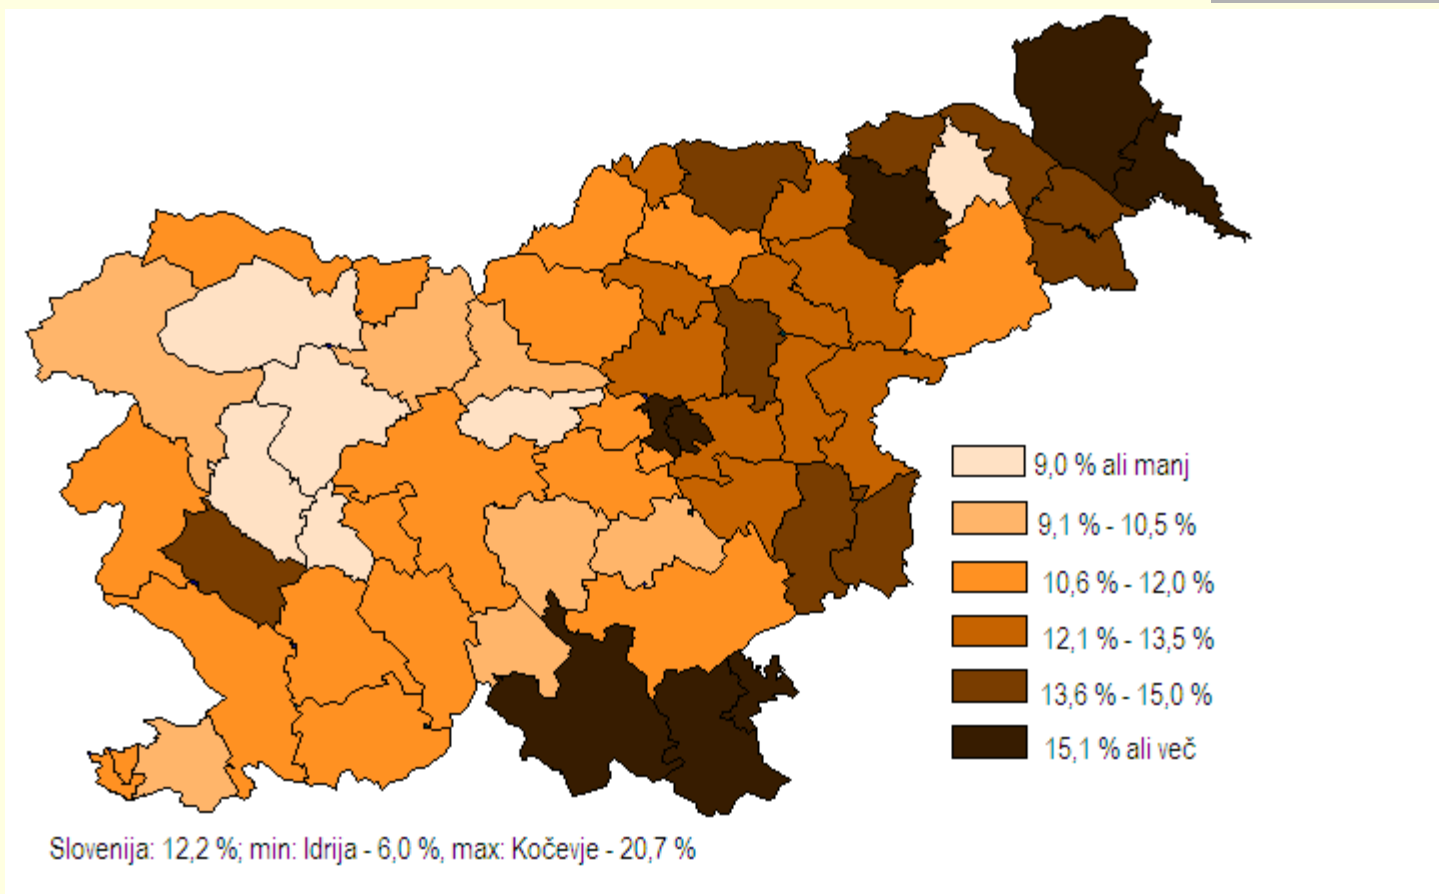 9,0 % ali manj
9,1 % - 10,5 %
10,6 % - 12,0 %
12,1 % - 13,5 %
13,6 % - 15,0 %
15,1 % ali več
Slovenija: 12,2 %; min: Idrija - 6,0 %, max: Kočevje - 20,7 %